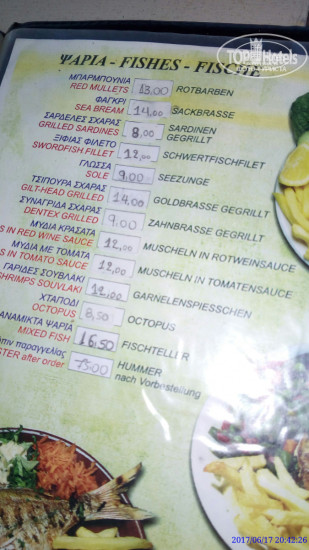 ΨΑΡΙΑ - FISHES - FISC
ΜΠΑΡΜΠΟΥΝΙΑ
RED MULLETS 13.00 ROTBARBEN
ΦΑΓΚΡΙ
SEA BREAM 14,00 SACKBRASSE
ΣΑΡΔΕΛΕΣ ΣΧΑΡΑΣ
GRILLED SARDINES 8,00 SARDINEN GEGRILLT
ΞΙΦΙΑΣ ΦΙΛΕΤΟ
SWORDFISH FILLET 12,00 SCHWERTFISCHFILET
ΓΛΩΣΣΑ
SOLE 9,00 SEEZUNGE
ΤΣΙΠΟΥΡΑ ΣΧΑΡΑΣ
GILT-HEAD GRILLED 14,00 GOLDBRASSE GEGRILLT
ΣΥΝΑΓΡΙΔΑ ΣΧΑΡΑΣ
DENTEX GRILLED 9,00 ZAHNBRASSE GEGRILLT
ΜΥΔΙΑ ΚΡΑΣΑΤΑ
S IN RED WINE SAUCE 12,00 MUSCHELN IN ROTWEINSAUCE
ΜΥΔΙΑ ΜΕ ΤΟΜΑΤΑ
S IN TOMATO SAUCE 12,00 MUSCHELN IN TOMATENSAUCE
ΓΑΡΙΔΕΣ ΣΟΥΒΛΑΚΙ
SHRIMPS SOUVLAKI 12,00 GARNELENSPIESSCHEN
ΧΤΑΠΟΔΙ
OCTOPUS 8,50 OCTOPUS
ΑΝΑΜΙΚΤΑ ΨΑΡΙΑ
MIXED FISH 16,50 FISCHTELLER
πιν παραγγελίας
STER after order 75.00 HUMMER
nach Vorbestellung
TOP Hotels
2017/06/17 20:42:26